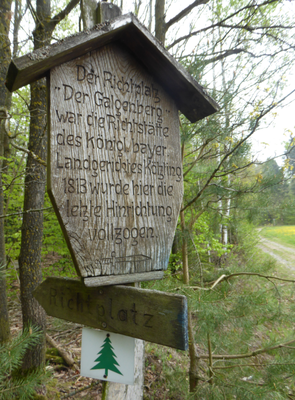 Der Richtplatz
"Der Galgenberg"
war die Richtstätte
des königl. bayer.
Landgerichtes Kötzting
1813 wurde hier die
letzte Hinrichtung
vollzogen
Richtplatz